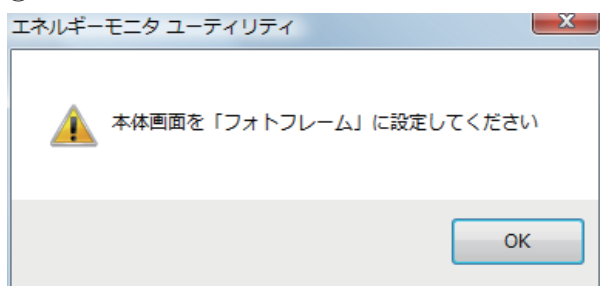 エネルギーモニタ ユーティリティ
本体画面を「フォトフレーム」に設定してください
OK